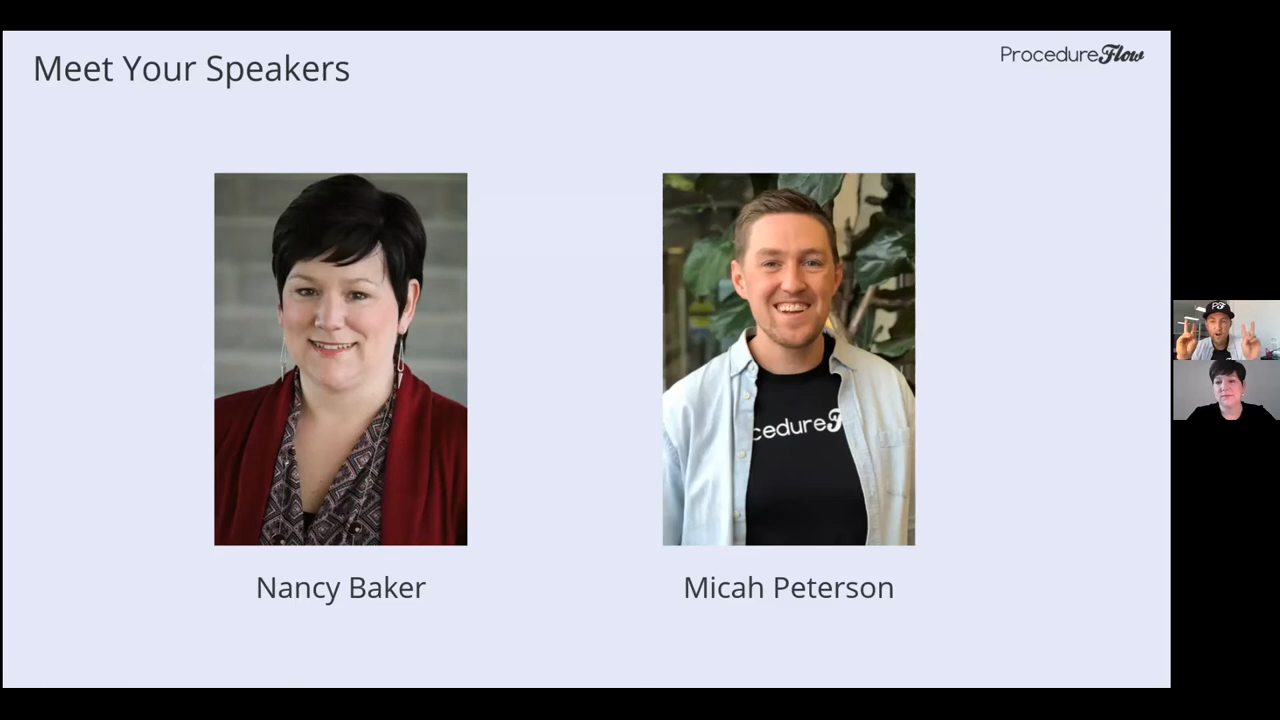 Meet Your Speakers
ProcedureFlow
cedureF
Nancy Baker
Micah Peterson